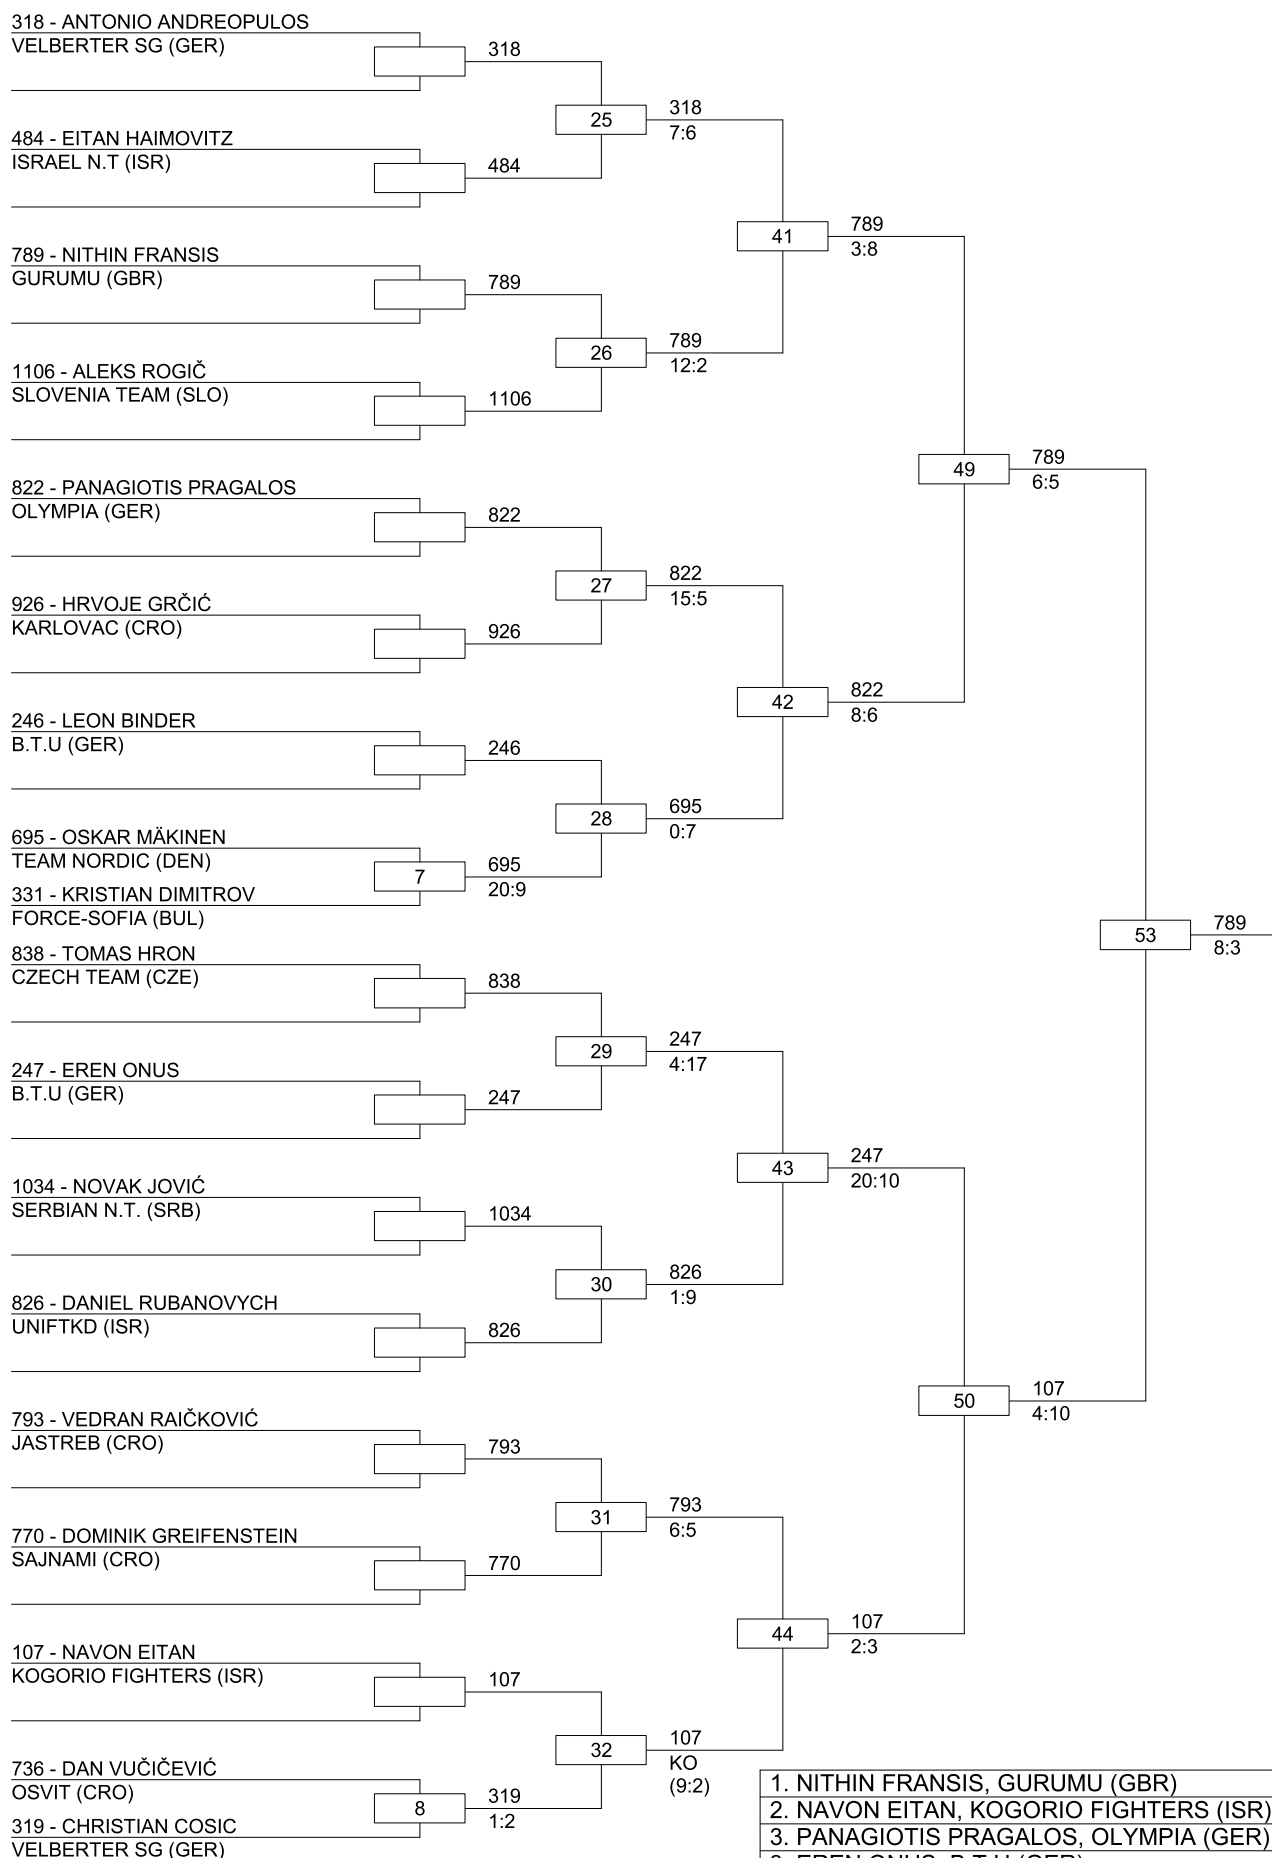 318 - ANTONIO ANDREOPULOS
VELBERTER SG (GER)
318
25
318
7:6
484 - EITAN HAIMOVITZ
ISRAEL N.T (ISR)
484
41
789
3:8
789 - NITHIN FRANSIS
GURUMU (GBR)
789
26
789
12:2
1106 - ALEKS ROGIČ
SLOVENIA TEAM (SLO)
1106
49
789
6:5
822 - PANAGIOTIS PRAGALOS
OLYMPIA (GER)
822
27
822
15:5
926 - HRVOJE GRČIĆ
KARLOVAC (CRO)
926
42
822
8:6
246 - LEON BINDER
B.T.U (GER)
246
28
695
0:7
695 - OSKAR MÄKINEN
TEAM NORDIC (DEN)
7
695
20:9
331 - KRISTIAN DIMITROV
FORCE-SOFIA (BUL)
53
789
8:3
838 - TOMAS HRON
CZECH TEAM (CZE)
838
29
247
4:17
247 - EREN ONUS
B.T.U (GER)
247
43
247
20:10
1034 - NOVAK JOVIĆ
SERBIAN N.T. (SRB)
1034
30
826
1:9
826 - DANIEL RUBANOVYCH
UNIFTKD (ISR)
826
50
107
4:10
793 - VEDRAN RAIČKOVIĆ
JASTREB (CRO)
793
31
793
6:5
770 - DOMINIK GREIFENSTEIN
SAJNAMI (CRO)
770
44
107
2:3
107 - NAVON EITAN
KOGORIO FIGHTERS (ISR)
107
32
107
KO
(9:2)
736 - DAN VUČIČEVIĆ
OSVIT (CRO)
8
319
1:2
319 - CHRISTIAN COSIC
VELBERTER SG (GER)
1. NITHIN FRANSIS, GURUMU (GBR)
2. NAVON EITAN, KOGORIO FIGHTERS (ISR)
3. PANAGIOTIS PRAGALOS, OLYMPIA (GER)
3. EREN ONUS, B.T.U (GER)